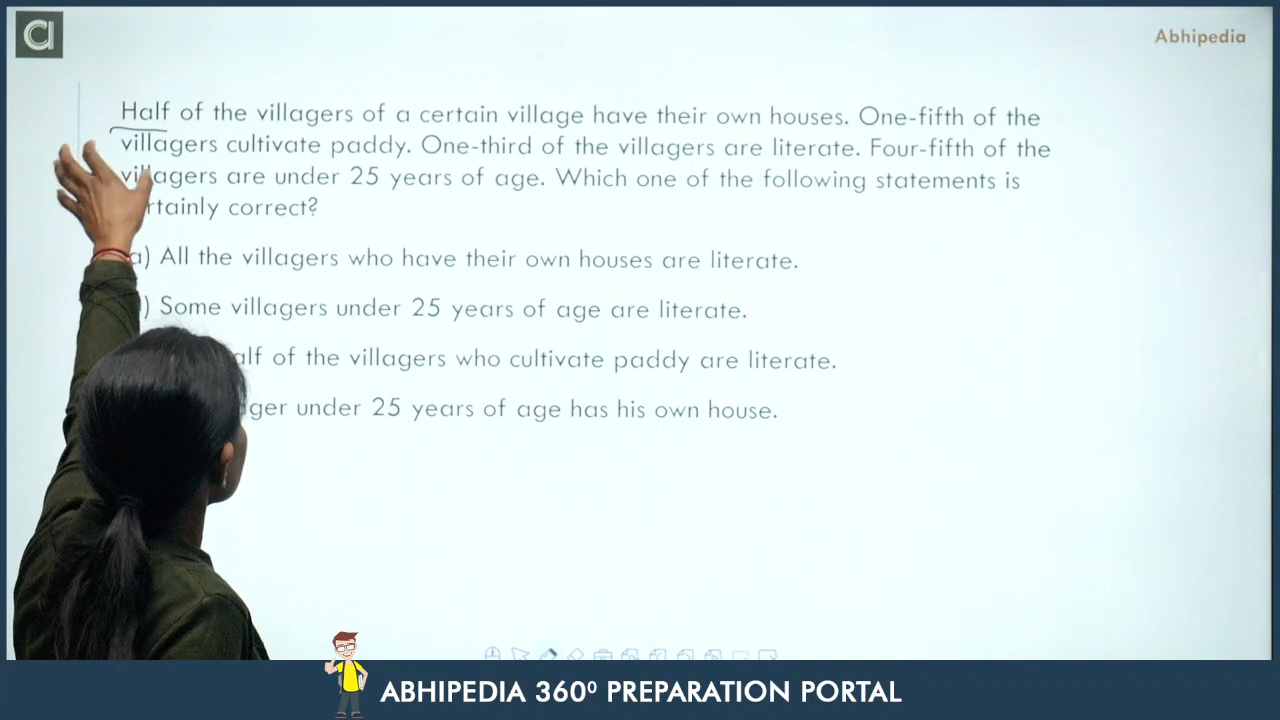 CI
Abhipedia
Half of the villagers of a certain village have their own houses. One-fifth of the
villagers cultivate paddy. One-third of the villagers are literate. Four-fifth of the
villagers are under 25 years of age. Which one of the following statements is
rtainly correct?
a) All the villagers who have their own houses are literate.
) Some villagers under 25 years of age are literate.
alf of the villagers who cultivate paddy are literate.
ager under 25 years of age has his own house.
ABHIPEDIA 360⁰ PREPARATION PORTAL